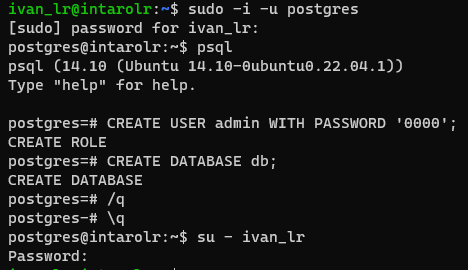 ivan_lr@intarolr:~$ sudo -i -u postgres
[sudo] password for ivan_lr:
postgres@intarolr:~$ psql
psql (14.10 (Ubuntu 14.10-0ubuntu0.22.04.1))
Type "help" for help.
postgres=# CREATE USER admin WITH PASSWORD '0000';
CREATE ROLE
postgres=# CREATE DATABASE db;
CREATE DATABASE
postgres=# /q
postgres-# \q
postgres@intarolr:~$ su - ivan_lr
Password: